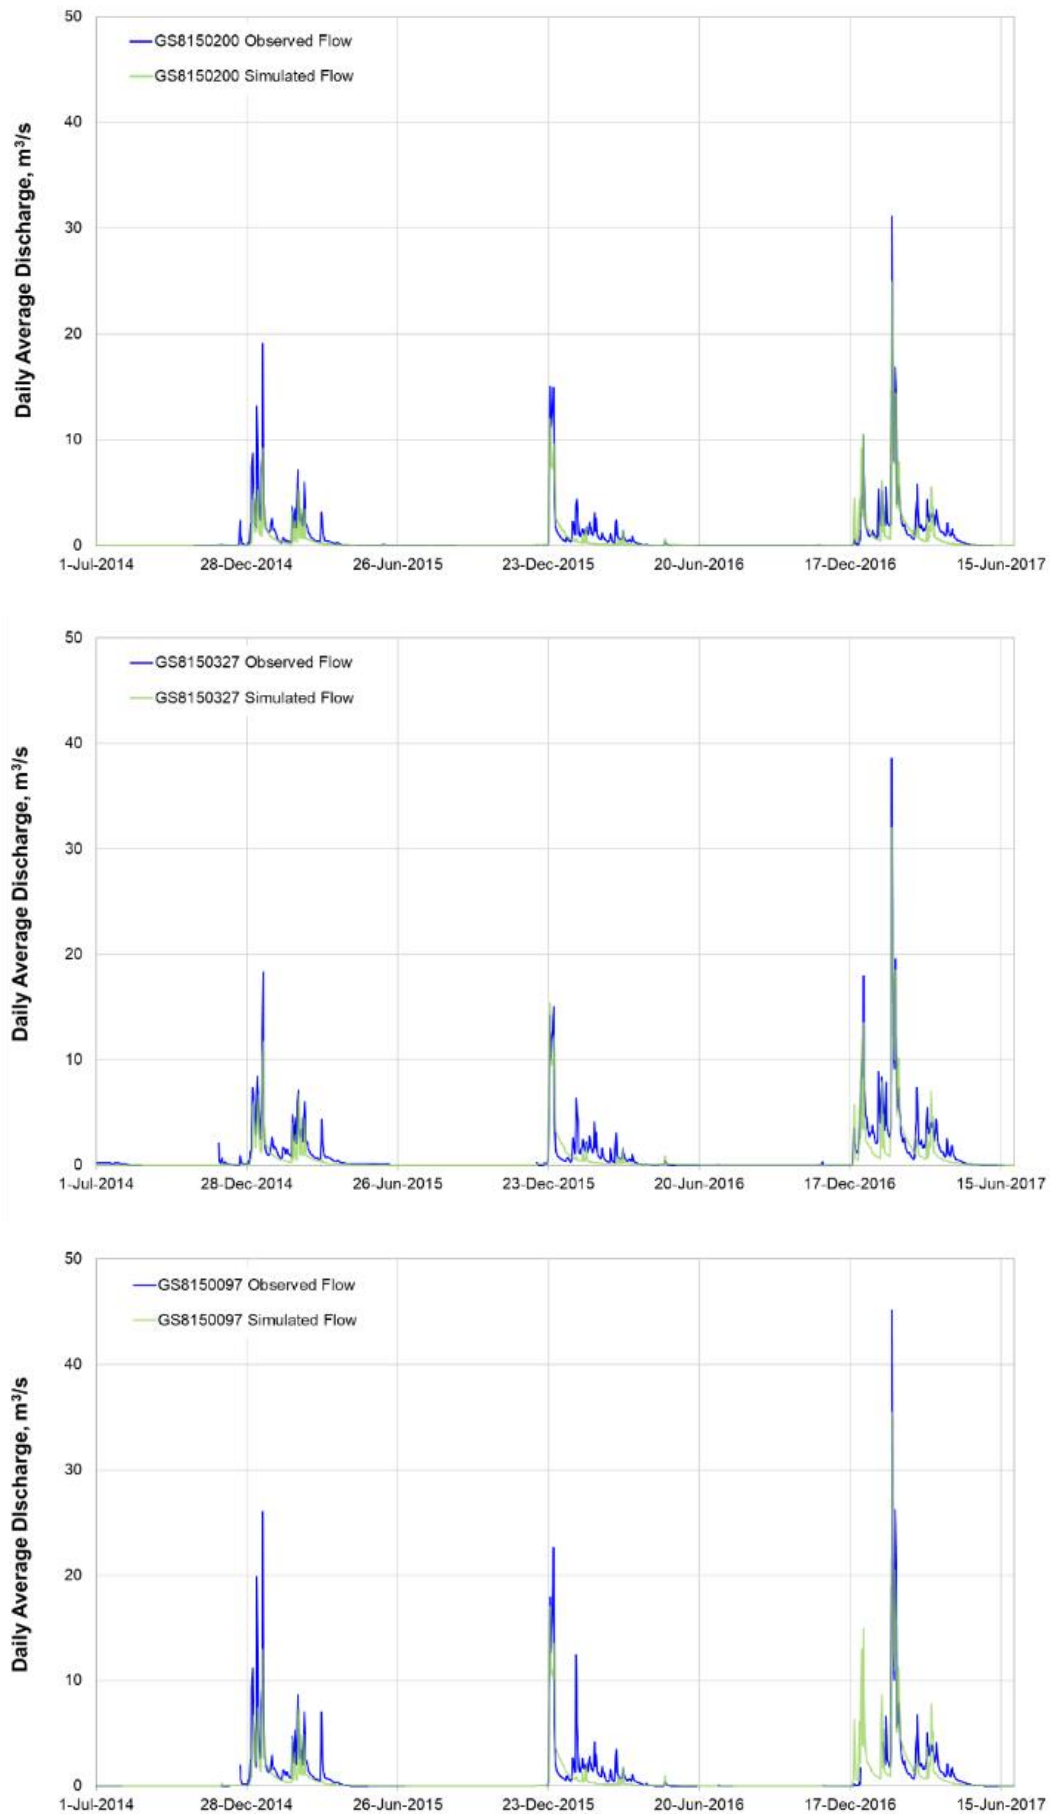 50
GS8150200 Observed Flow
GS8150200 Simulated Flow
40
30
20
10
0
Daily Average Discharge, m³/s
1-Jul-2014 28-Dec-2014 26-Jun-2015 23-Dec-2015 20-Jun-2016 17-Dec-2016 15-Jun-2017
50
GS8150327 Observed Flow
GS8150327 Simulated Flow
40
30
20
10
0
Daily Average Discharge, m³/s
1-Jul-2014 28-Dec-2014 26-Jun-2015 23-Dec-2015 20-Jun-2016 17-Dec-2016 15-Jun-2017
50
GS8150097 Observed Flow
GS8150097 Simulated Flow
40
30
20
10
0
Daily Average DIscharge, m³/s
1-Jul-2014 28-Dec-2014 26-Jun-2015 23-Dec-2015 20-Jun-2016 17-Dec-2016 15-Jun-2017